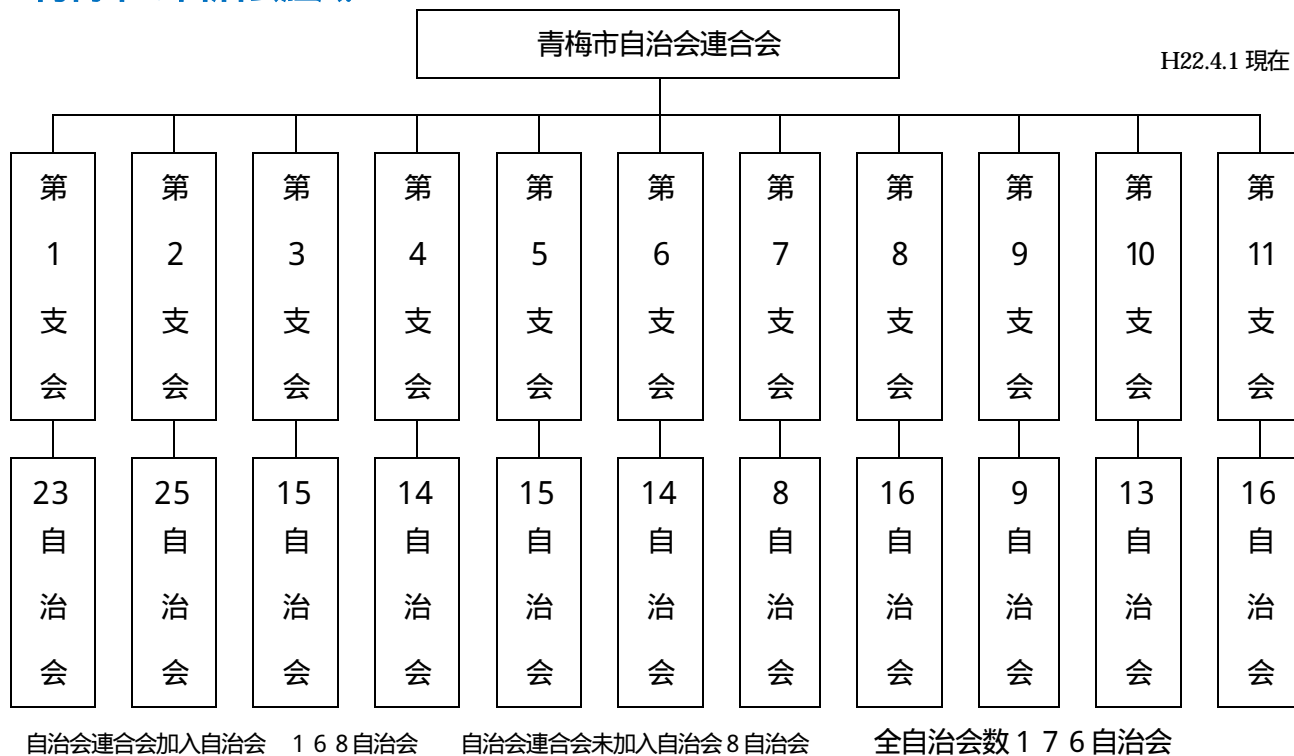 青梅市自治会連合会
H22.4.1 現在
第1支会
第2支会
第3支会
第4支会
第5支会
第6支会
第7支会
第8支会
第9支会
第10支会
第11支会
23自治会
25自治会
15自治会
14自治会
15自治会
14自治会
8自治会
16自治会
9自治会
13自治会
16自治会
自治会連合会加入自治会 168自治会 自治会連合会未加入自治会8自治会 全自治会数176自治会